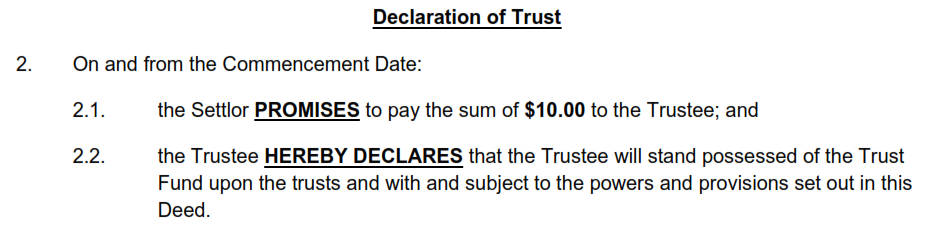 Declaration of Trust
2. On and from the Commencement Date:
2.1. the Settlor PROMISES to pay the sum of $10.00 to the Trustee; and
2.2. the Trustee HEREBY DECLARES that the Trustee will stand possessed of the Trust
Fund upon the trusts and with and subject to the powers and provisions set out in this
Deed.